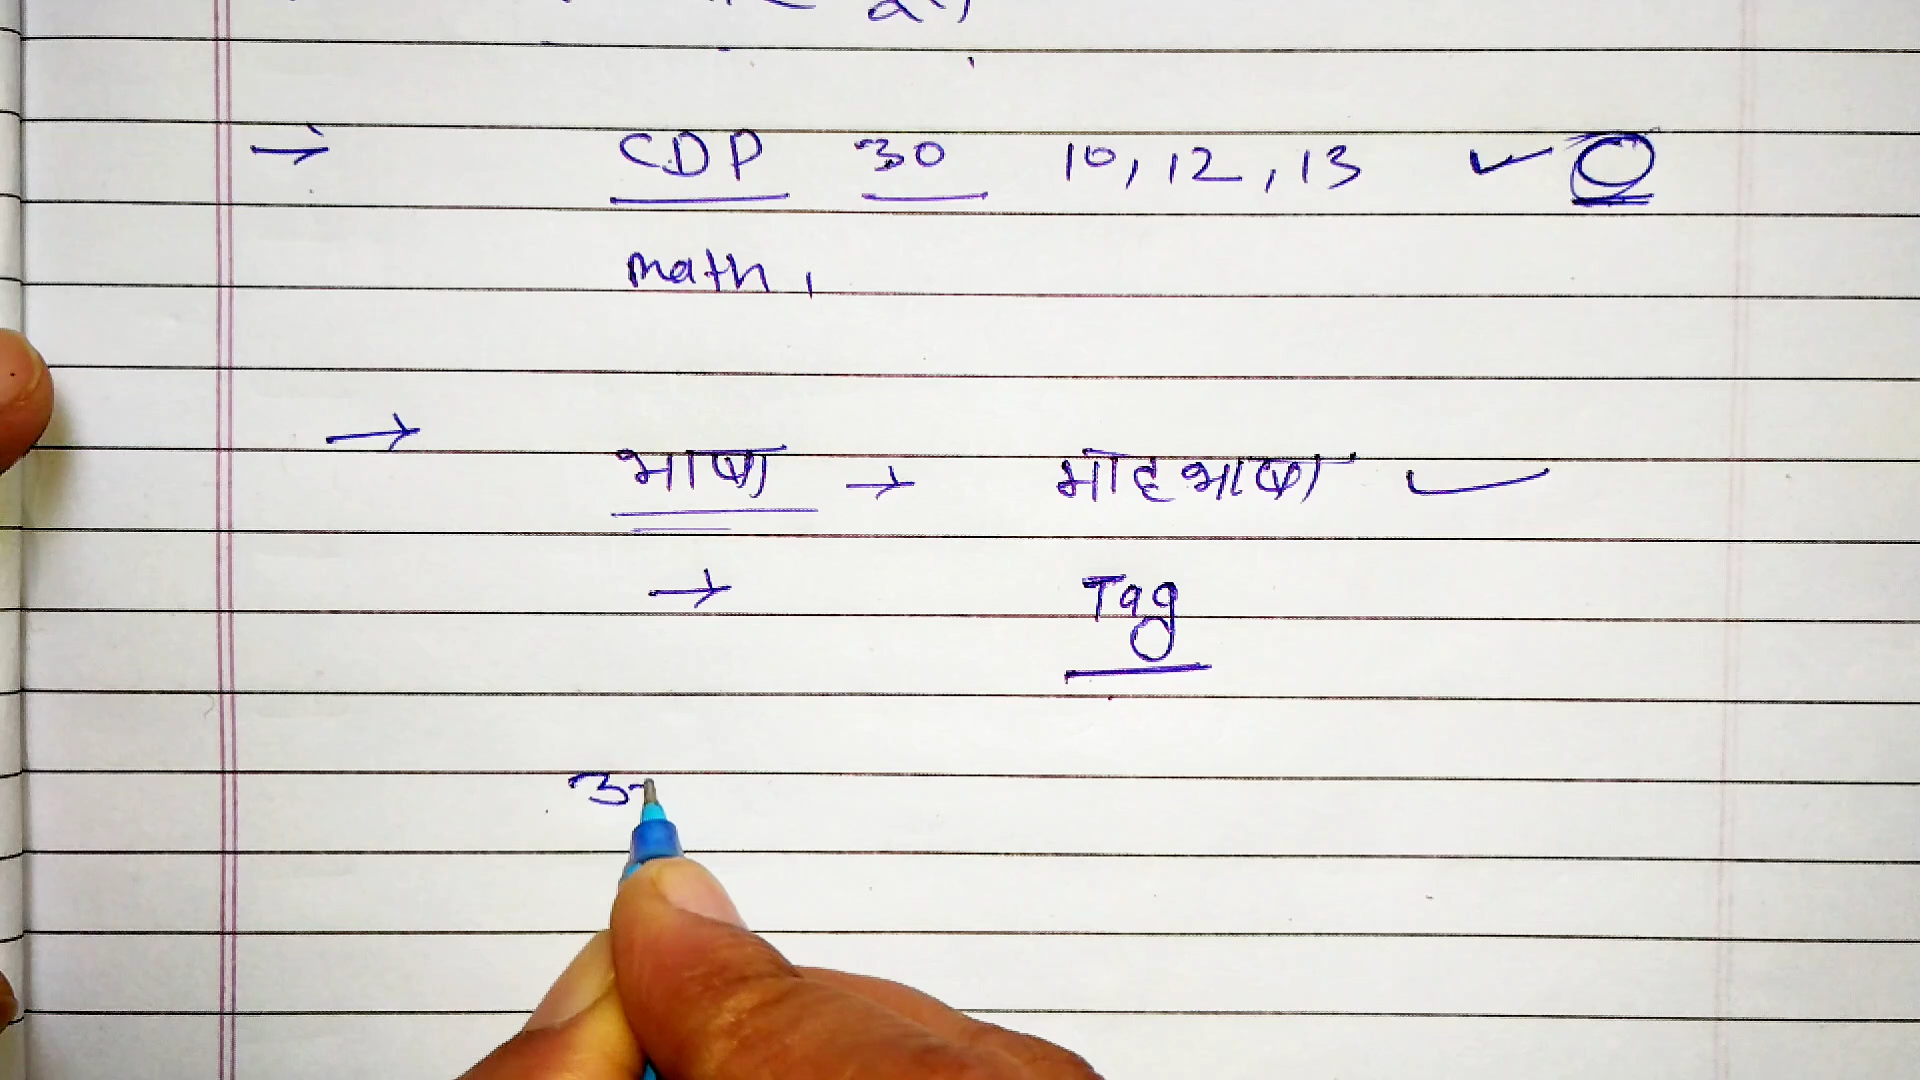 → CDP 30 10, 12, 13 ✓
math,
→ भाषा → मातृभाषा ✓
→ Tag